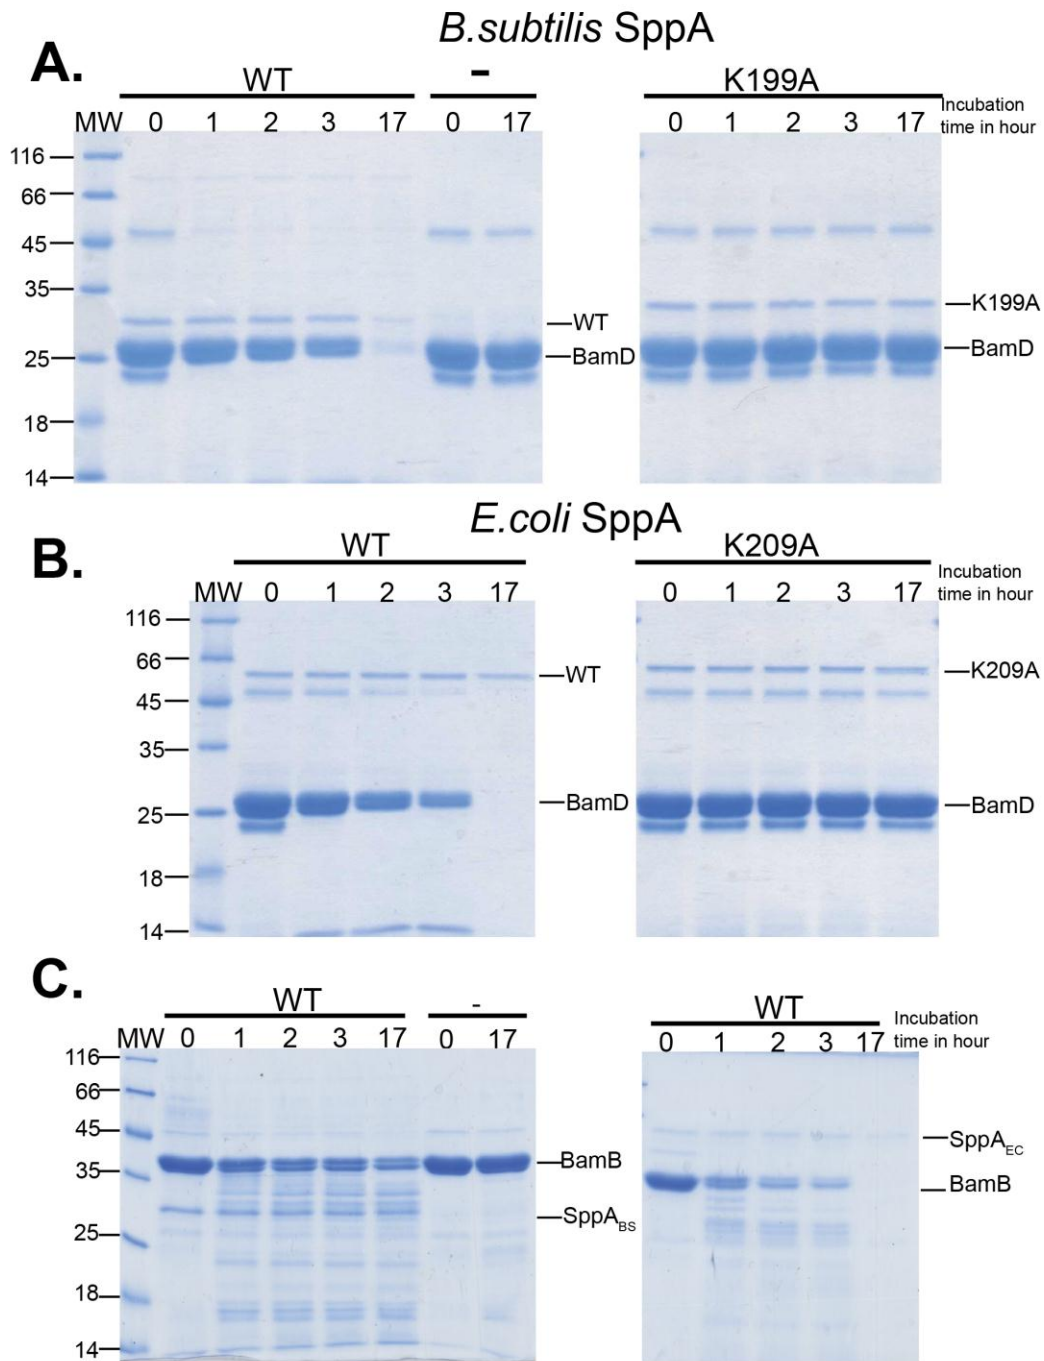 B.subtilis SppA
A.
WT - K199A
MW 0 1 2 3 17 0 17 0 1 2 3 17 Incubation time in hour
116
66
45
35
25
18
14
WT
BamD
K199A
BamD
E.coli SppA
B.
WT K209A
MW 0 1 2 3 17 0 1 2 3 17 Incubation time in hour
116
66
45
35
25
18
14
WT
BamD
K209A
BamD
C.
WT - WT
MW 0 1 2 3 17 0 17 0 1 2 3 17 Incubation time in hour
116
66
45
35
25
18
14
BamB
SppABS
SppAEC
BamB